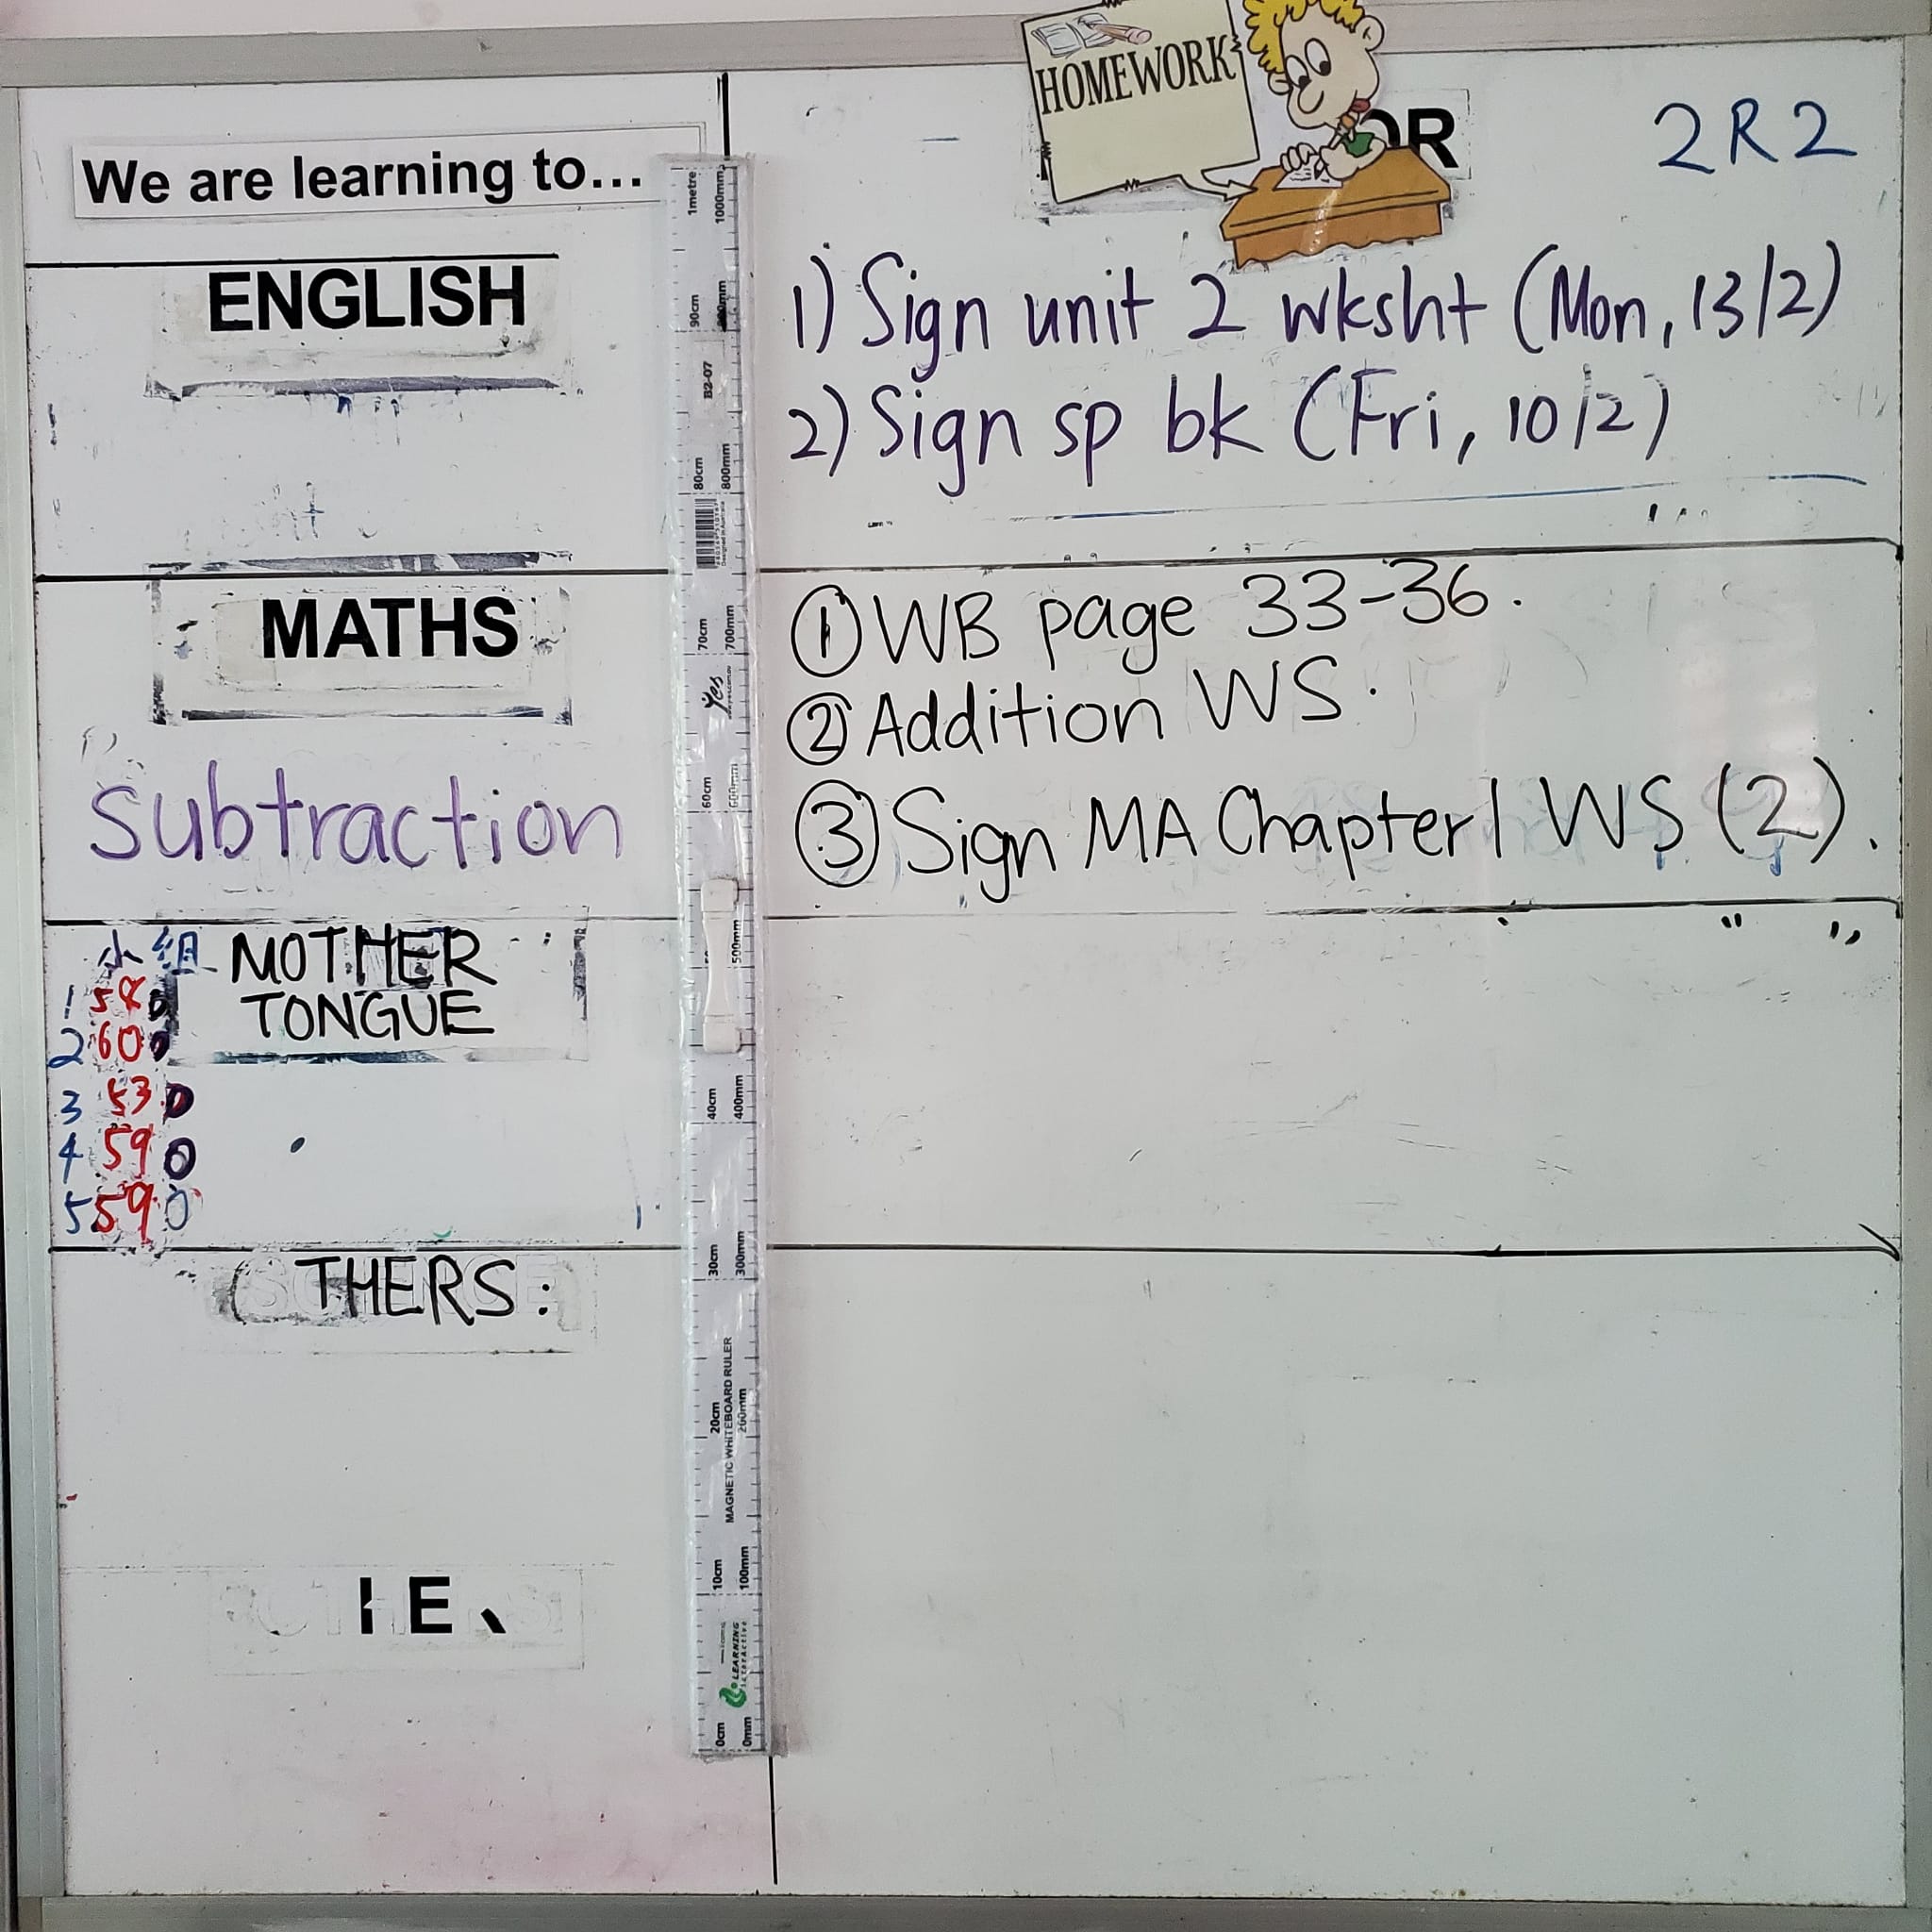 HOMEWORK
OR
2R2
We are learning to...
ENGLISH
1) Sign unit 2 wksht (Mon, 13/2)
2) Sign sp bk (Fri, 10/2)
MATHS
Subtraction
① WB page 33-36.
② Addition WS.
③ Sign MA Chapter 1 WS (2).
小组
MOTHER
TONGUE
1 58
2 60
3 53
4 59
5 59
THERS:
1metre 1000mm
90cm
B2-07
80cm 800mm
70cm 700mm
Yes
60cm 600mm
500mm
40cm 400mm
30cm 300mm
MAGNETIC WHITEBOARD RULER
20cm 200mm
10cm 100mm
LEARNING
0cm 0mm